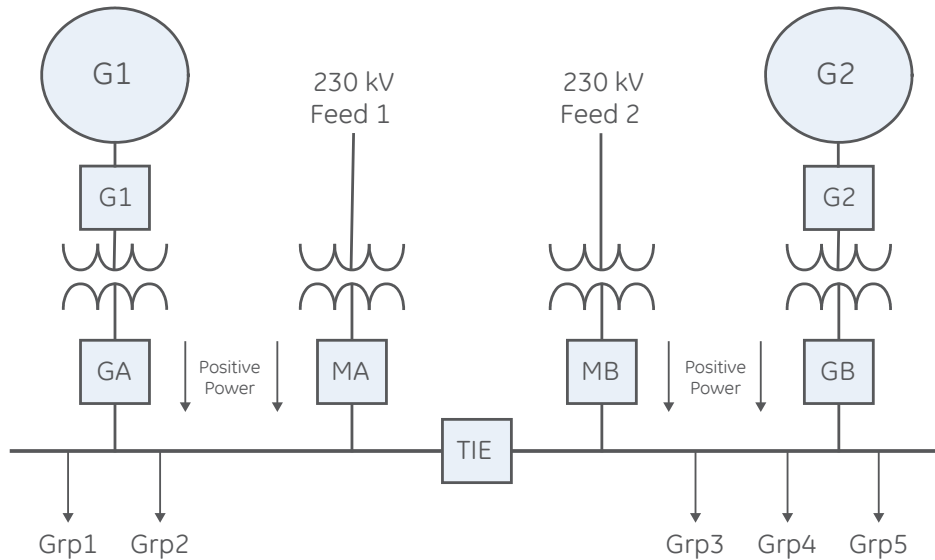 G1
G2
230 kV
Feed 1
230 kV
Feed 2
G1
G2
GA
Positive
Power
MA
MB
Positive
Power
GB
TIE
Grp1
Grp2
Grp3
Grp4
Grp5